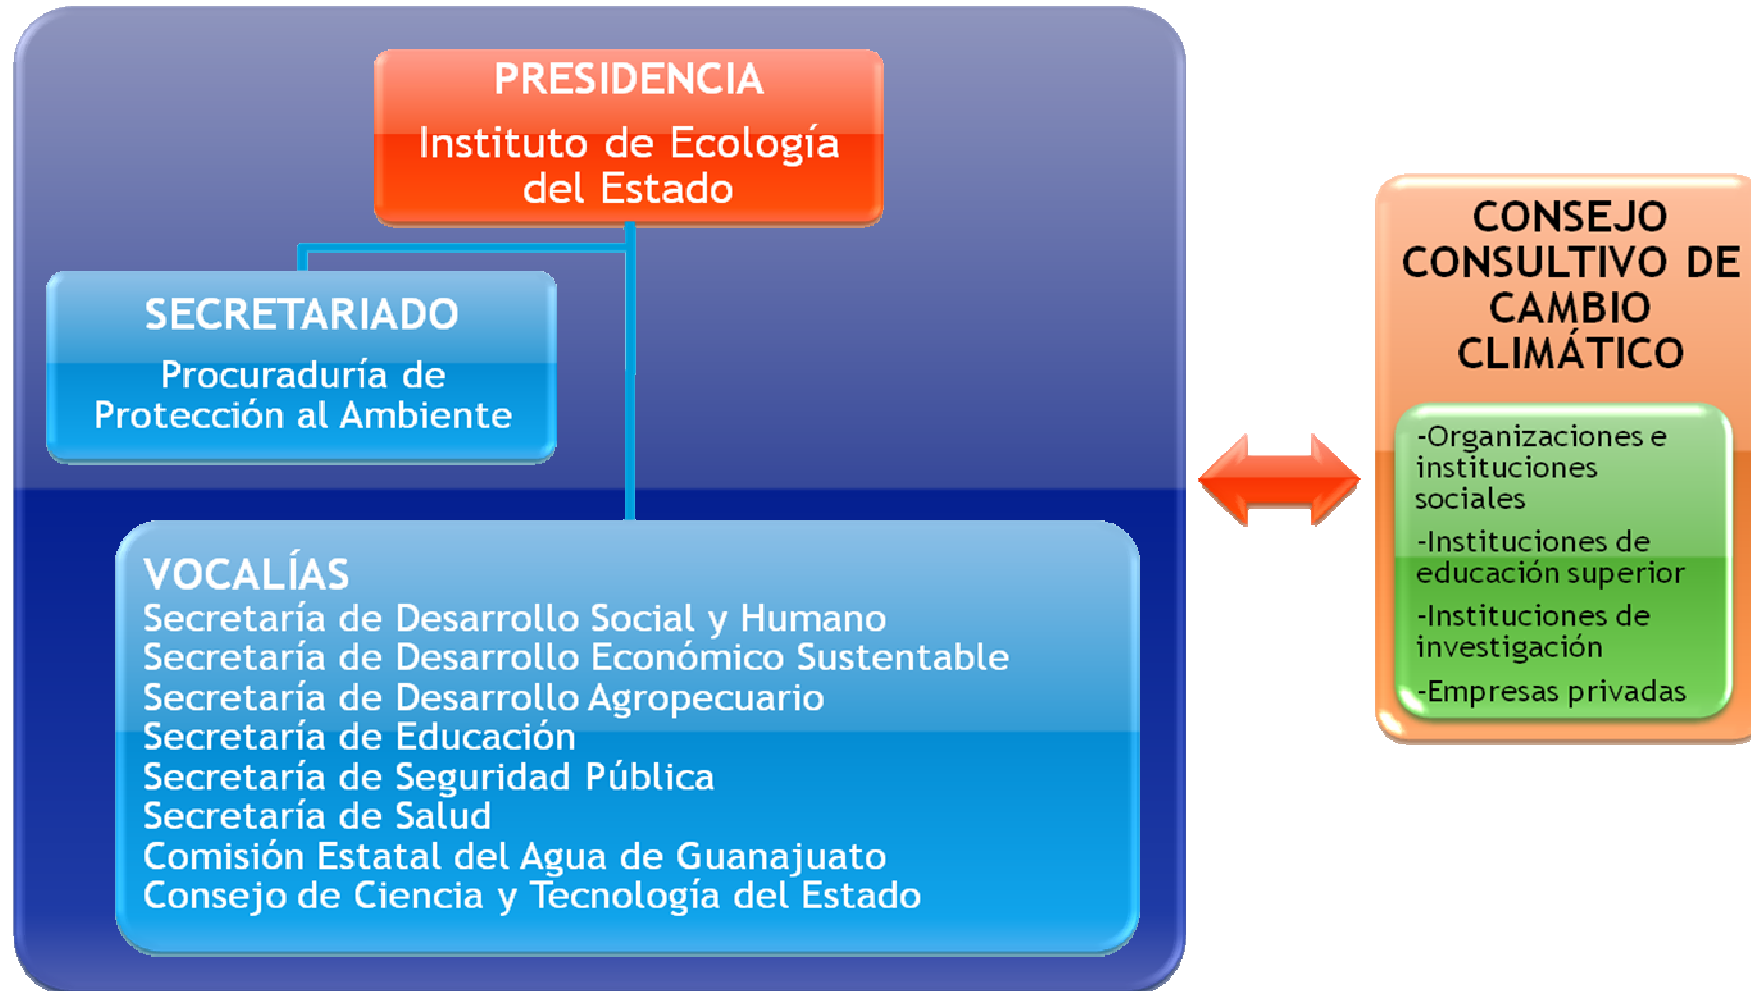 PRESIDENCIA
Instituto de Ecología
del Estado
SECRETARIADO
Procuraduría de
Protección al Ambiente
VOCALÍAS
Secretaría de Desarrollo Social y Humano
Secretaría de Desarrollo Económico Sustentable
Secretaría de Desarrollo Agropecuario
Secretaría de Educación
Secretaría de Seguridad Pública
Secretaría de Salud
Comisión Estatal del Agua de Guanajuato
Consejo de Ciencia y Tecnología del Estado
CONSEJO
CONSULTIVO DE
CAMBIO
CLIMÁTICO
-Organizaciones e
instituciones
sociales
-Instituciones de
educación superior
-Instituciones de
investigación
-Empresas privadas